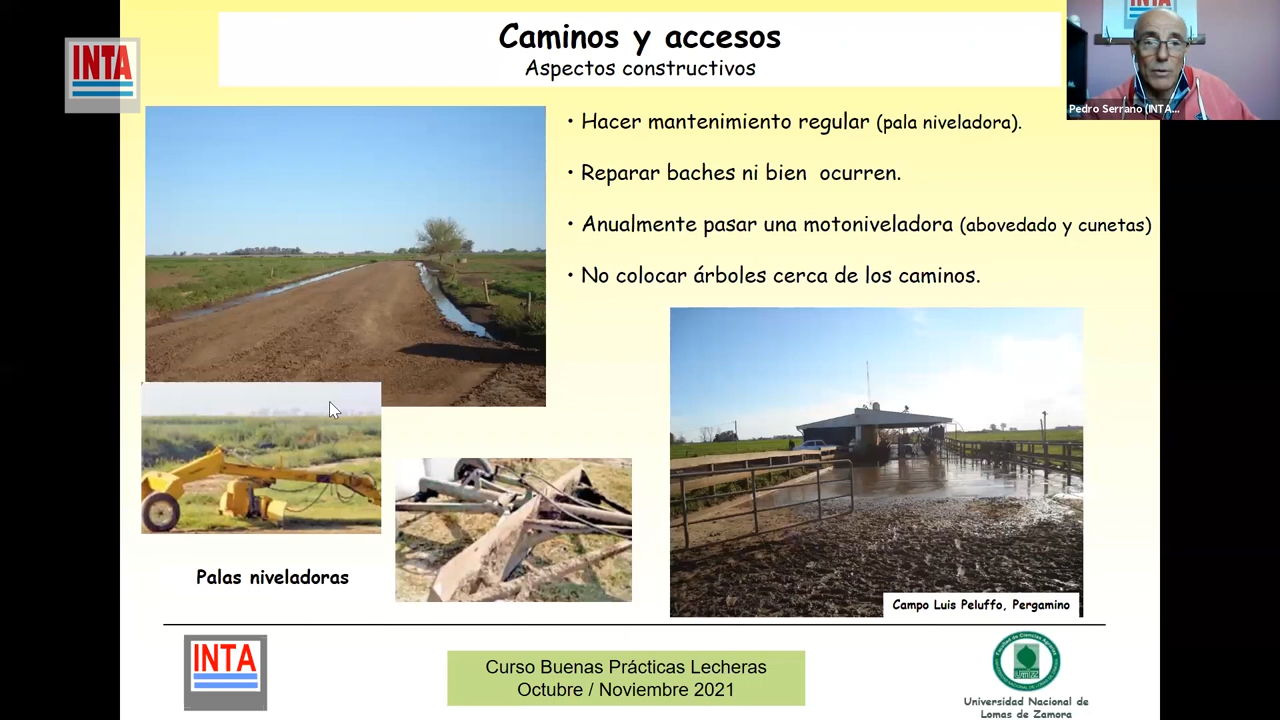 INTA
Caminos y accesos
Aspectos constructivos
INTA
Pedro Serrano (INTA...
• Hacer mantenimiento regular (pala niveladora).
• Reparar baches ni bien ocurren.
• Anualmente pasar una motoniveladora (abovedado y cunetas)
• No colocar árboles cerca de los caminos.
Palas niveladoras
Campo Luis Peluffo, Pergamino
INTA
Curso Buenas Prácticas Lecheras
Octubre / Noviembre 2021
Universidad Nacional de
Lomas de Zamora